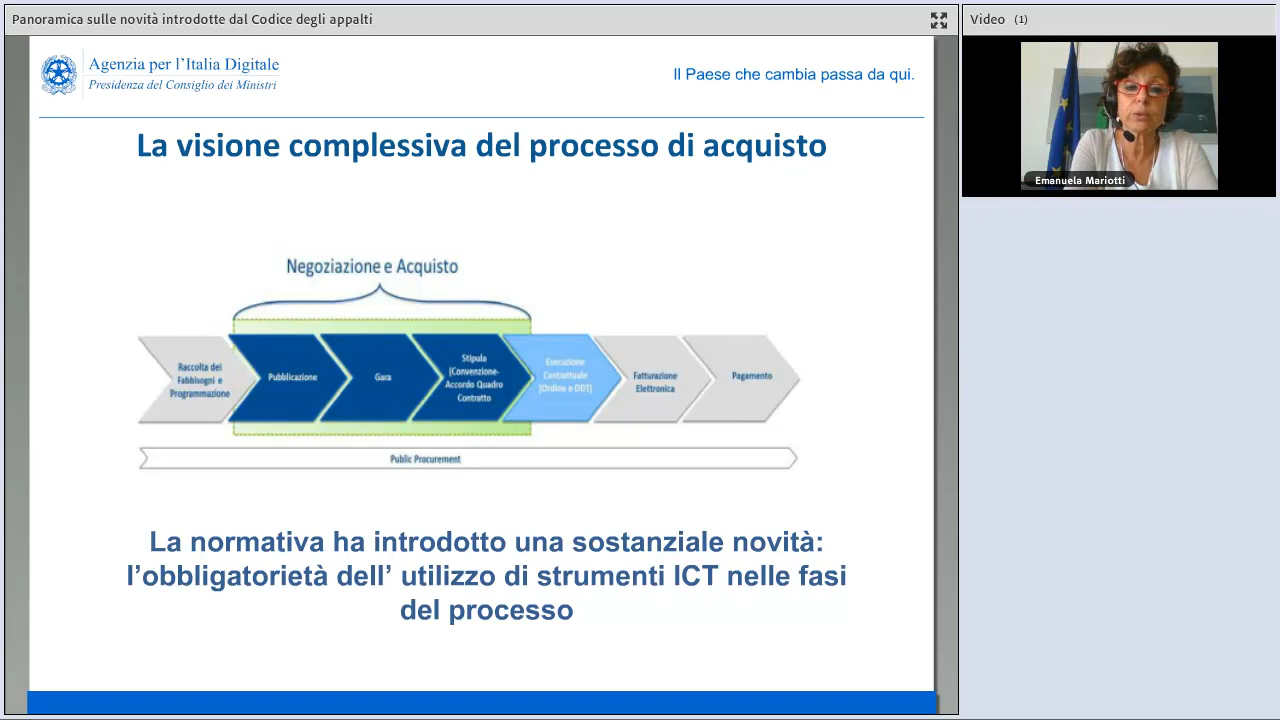 Panoramica sulle novità introdotte dal Codice degli appalti
Video (1)
Agenzia per l'Italia Digitale
Presidenza del Consiglio dei Ministri
Il Paese che cambia passa da qui.
Emanuela Mariotti
La visione complessiva del processo di acquisto
Negoziazione e Acquisto
Raccolta dei
Fabbisogni e
Programmazione
Pubblicazione
Gara
Stipula
(Convenzione-
Accordo Quadro
Contratto
Esecuzione
Contrattuale
(Ordine e DDT)
Fatturazione
Elettronica
Pagamento
Public Procurement
La normativa ha introdotto una sostanziale novità:
l'obbligatorietà dell' utilizzo di strumenti ICT nelle fasi
del processo